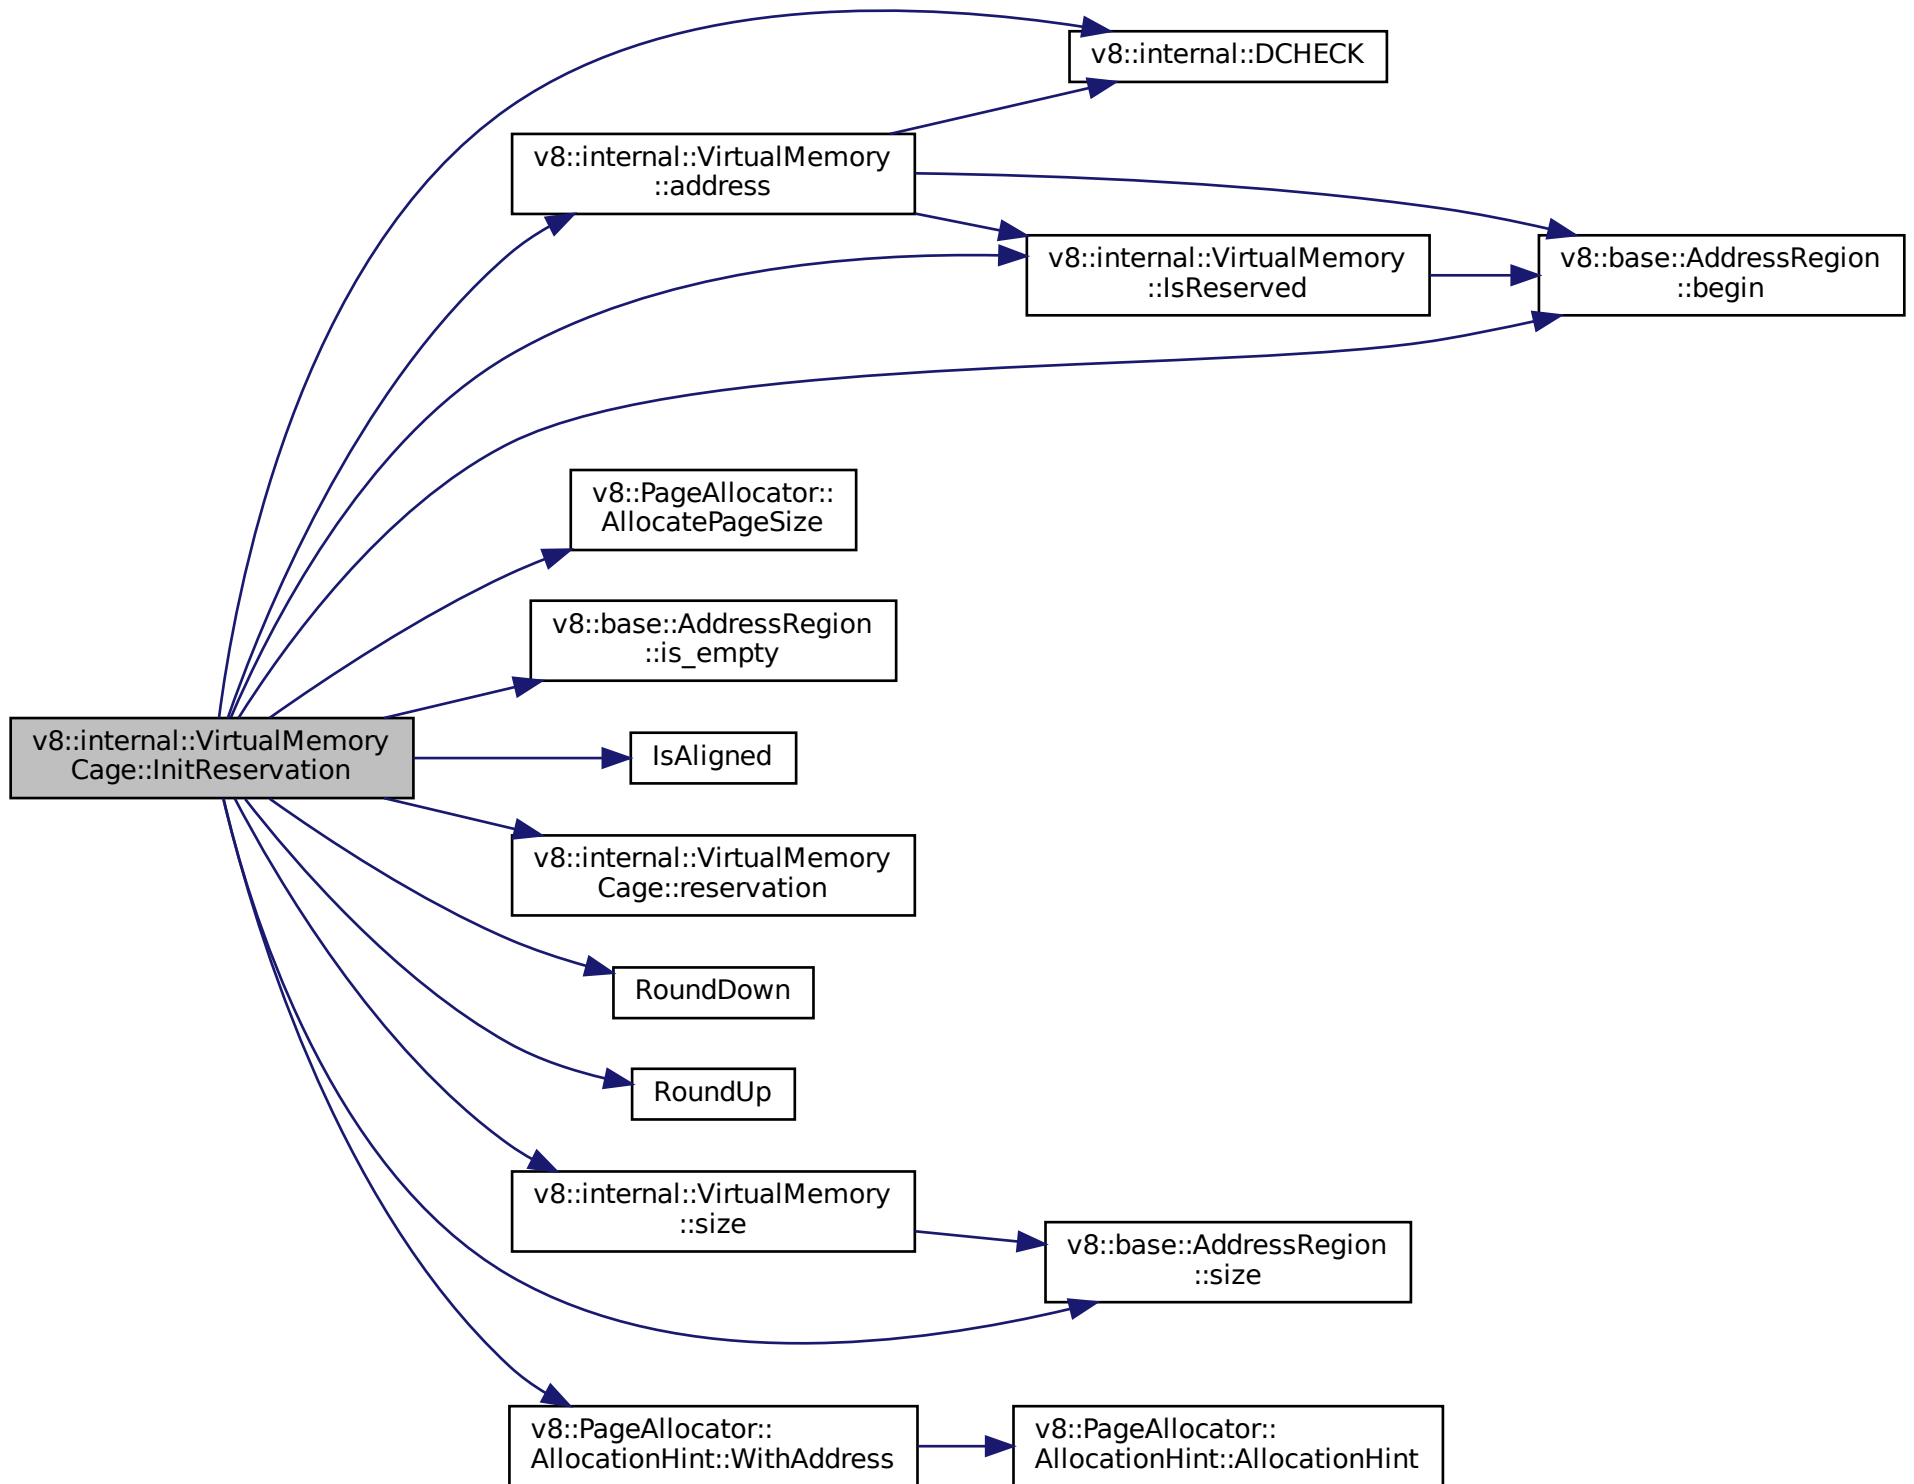 v8::internal::DCHECK
v8::internal::VirtualMemory
::address
v8::internal::VirtualMemory
::IsReserved
v8::base::AddressRegion
::begin
v8::PageAllocator::
AllocatePageSize
v8::base::AddressRegion
::is_empty
v8::internal::VirtualMemory
Cage::InitReservation
IsAligned
v8::internal::VirtualMemory
Cage::reservation
RoundDown
RoundUp
v8::internal::VirtualMemory
::size
v8::base::AddressRegion
::size
v8::PageAllocator::
AllocationHint::WithAddress
v8::PageAllocator::
AllocationHint::AllocationHint